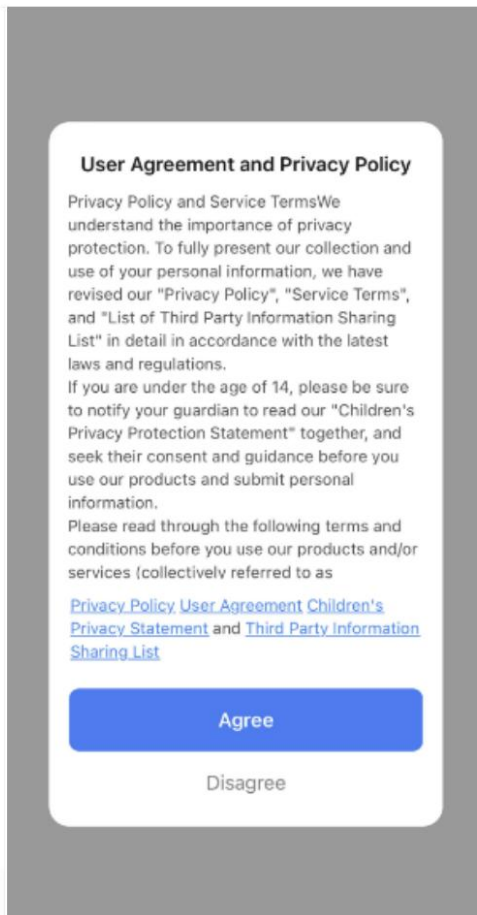 User Agreement and Privacy Policy
Privacy Policy and Service TermsWe
understand the importance of privacy
protection. To fully present our collection and
use of your personal information, we have
revised our "Privacy Policy", "Service Terms",
and "List of Third Party Information Sharing
List" in detail in accordance with the latest
laws and regulations.
If you are under the age of 14, please be sure
to notify your guardian to read our "Children's
Privacy Protection Statement" together, and
seek their consent and guidance before you
use our products and submit personal
information.
Please read through the following terms and
conditions before you use our products and/or
services (collectively referred to as
Privacy Policy User Agreement Children's
Privacy Statement and Third Party Information
Sharing List
Agree
Disagree